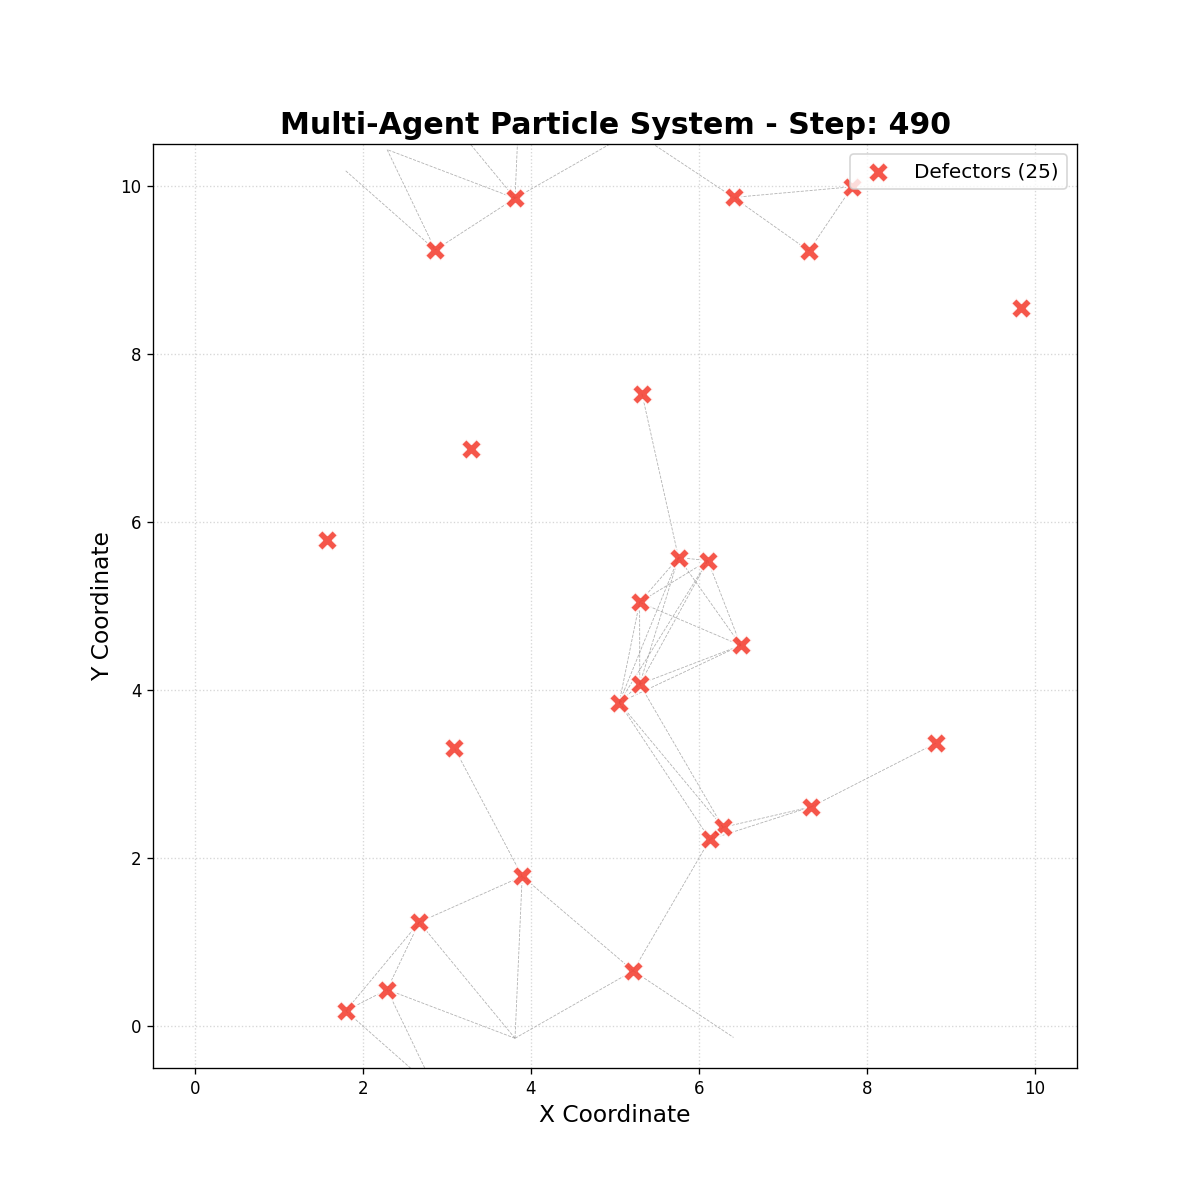 Multi-Agent Particle System - Step: 490
Defectors (25)
10
8
6
4
2
0
Y Coordinate
0 2 4 6 8 10
X Coordinate